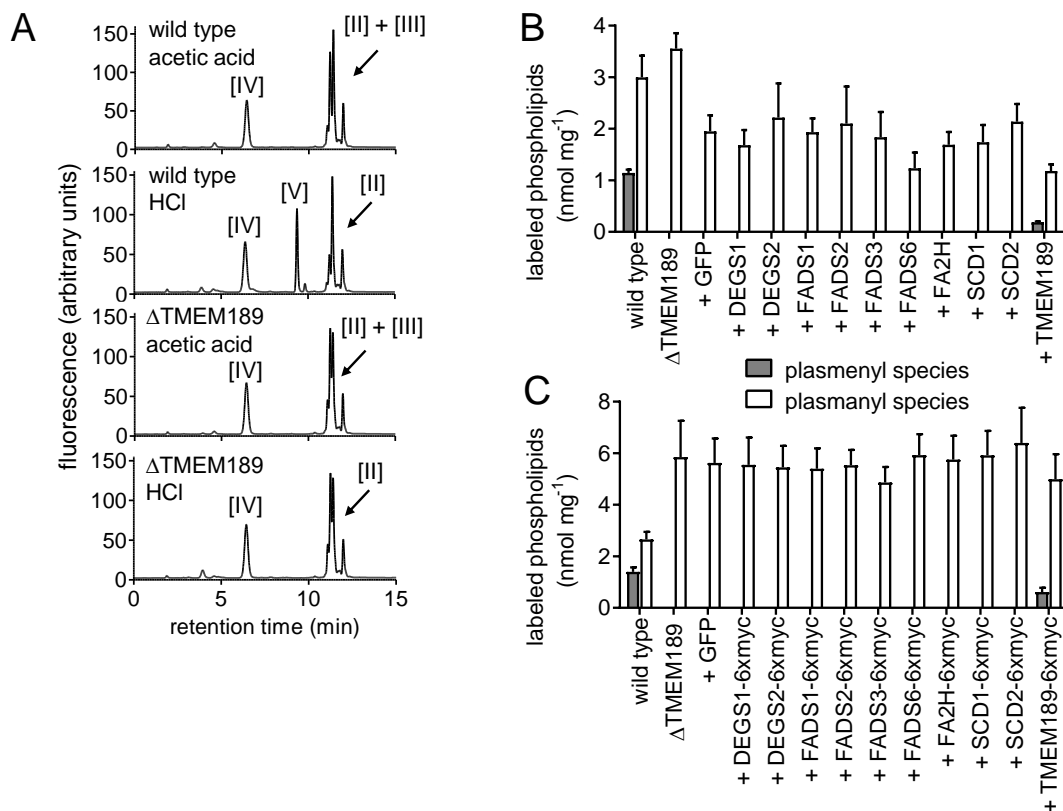 A
wild type
acetic acid
[II] + [III]
[IV]
150
100
50
0
wild type
HCl
[V]
[II]
[IV]
150
100
50
0
ΔTMEM189
acetic acid
[II] + [III]
[IV]
150
100
50
0
ΔTMEM189
HCl
[II]
[IV]
150
100
50
0
0 5 10 15
retention time (min)
fluorescence (arbitrary units)
B
labeled phospholipids
(nmol mg-1)
4
3
2
1
0
wild type
ΔTMEM189
+ GFP
+ DEGS1
+ DEGS2
+ FADS1
+ FADS2
+ FADS3
+ FADS6
+ FA2H
+ SCD1
+ SCD2
+ TMEM189
plasmenyl species
plasmanyl species
C
labeled phospholipids
(nmol mg-1)
8
6
4
2
0
wild type
ΔTMEM189
+ GFP
+ DEGS1-6xmyc
+ DEGS2-6xmyc
+ FADS1-6xmyc
+ FADS2-6xmyc
+ FADS3-6xmyc
+ FADS6-6xmyc
+ FA2H-6xmyc
+ SCD1-6xmyc
+ SCD2-6xmyc
+ TMEM189-6xmyc